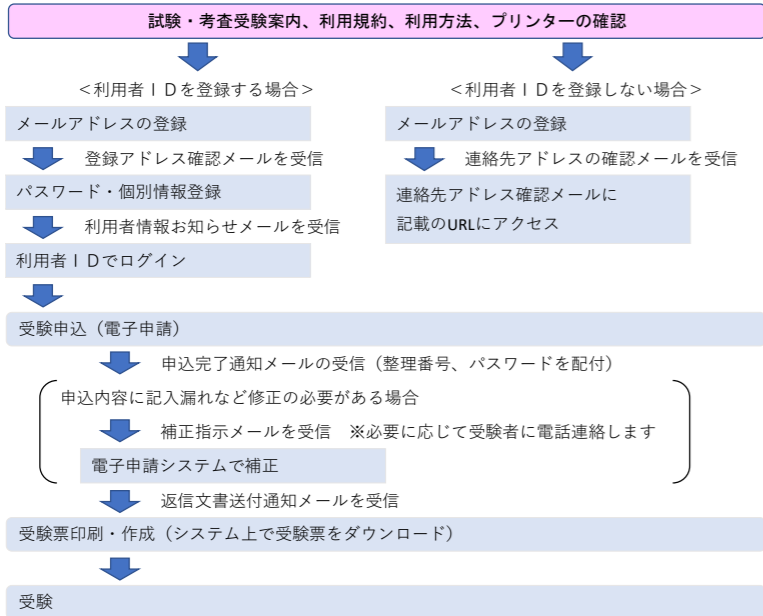 試験・考査受験案内、利用規約、利用方法、プリンターの確認
＜利用者ＩＤを登録する場合＞
メールアドレスの登録
登録アドレス確認メールを受信
パスワード・個別情報登録
利用者情報お知らせメールを受信
利用者ＩＤでログイン
＜利用者ＩＤを登録しない場合＞
メールアドレスの登録
連絡先アドレスの確認メールを受信
連絡先アドレス確認メールに
記載のURLにアクセス
受験申込（電子申請）
申込完了通知メールの受信（整理番号、パスワードを配付）
申込内容に記入漏れなど修正の必要がある場合
補正指示メールを受信　※必要に応じて受験者に電話連絡します
電子申請システムで補正
返信文書送付通知メールを受信
受験票印刷・作成（システム上で受験票をダウンロード）
受験